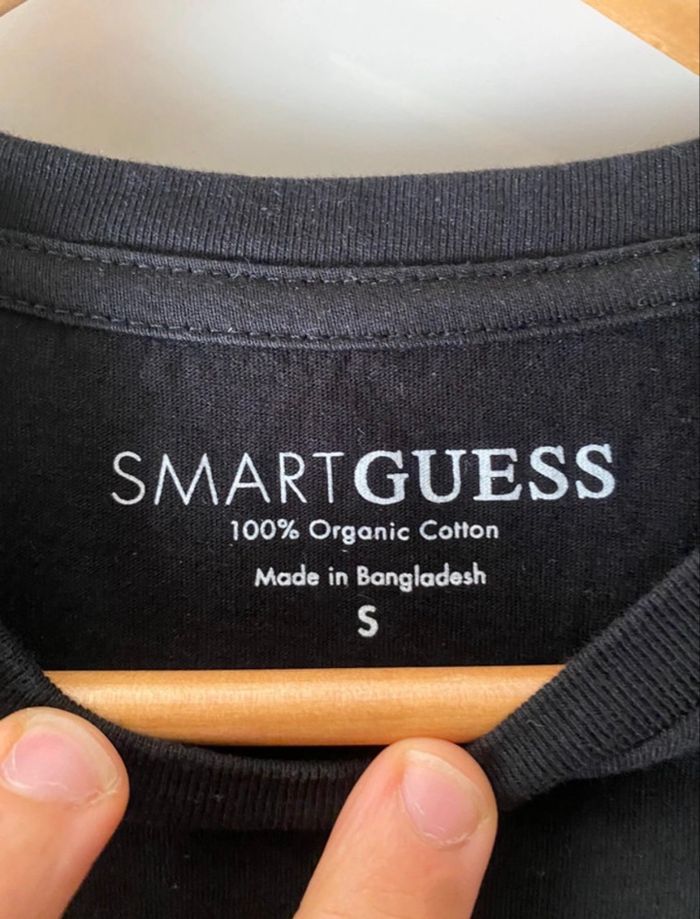 SMARTGUESS
100% Organic Cotton
Made in Bangladesh
S